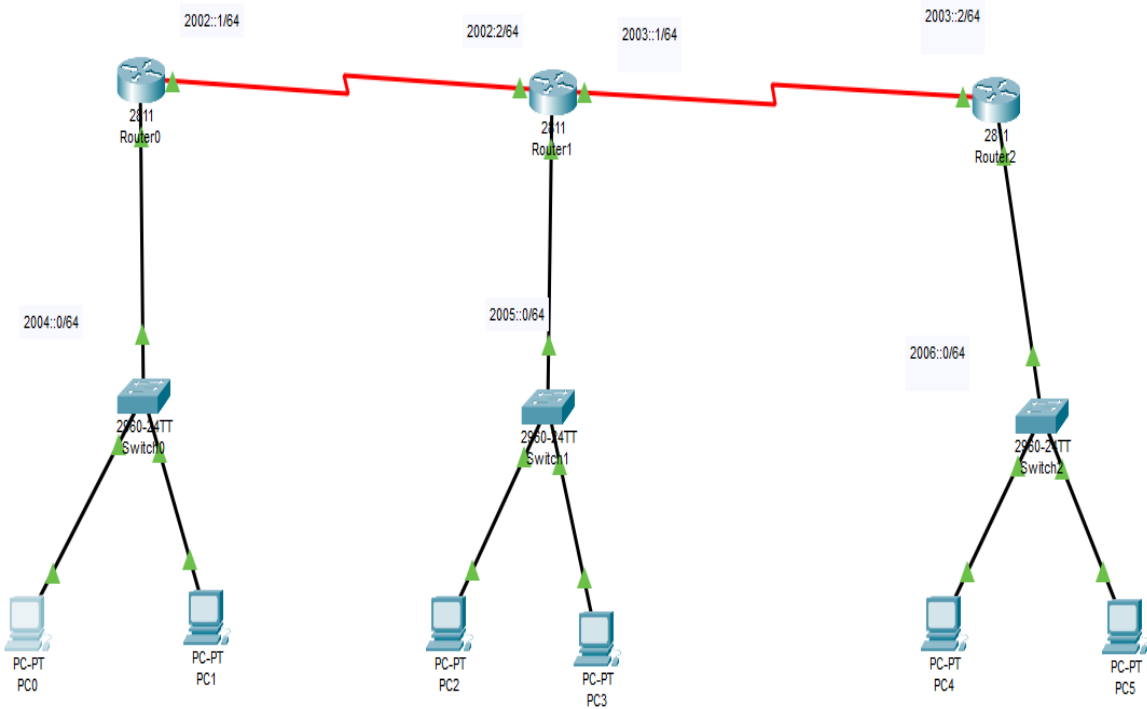 2002::1/64
2002:2/64
2003::1/64
2003::2/64
2811
Router0
2811
Router1
2811
Router2
2004::0/64
2005::0/64
2006::0/64
2960-24TT
Switch0
2960-24TT
Switch1
2960-24TT
Switch2
PC-PT
PC0
PC-PT
PC1
PC-PT
PC2
PC-PT
PC3
PC-PT
PC4
PC-PT
PC5